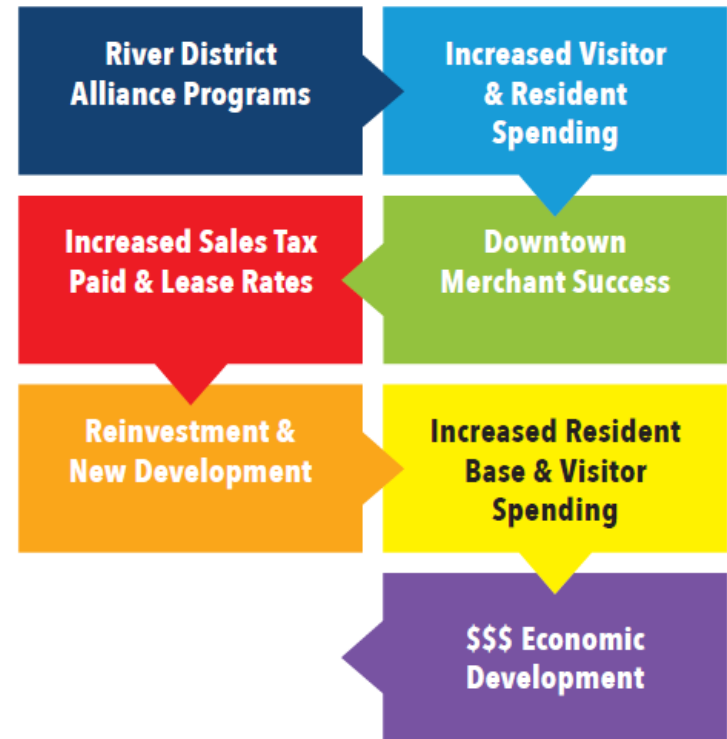 River District
Alliance Programs
Increased Visitor
& Resident
Spending
Increased Sales Tax
Paid & Lease Rates
Downtown
Merchant Success
Reinvestment &
New Development
Increased Resident
Base & Visitor
Spending
$$$ Economic
Development